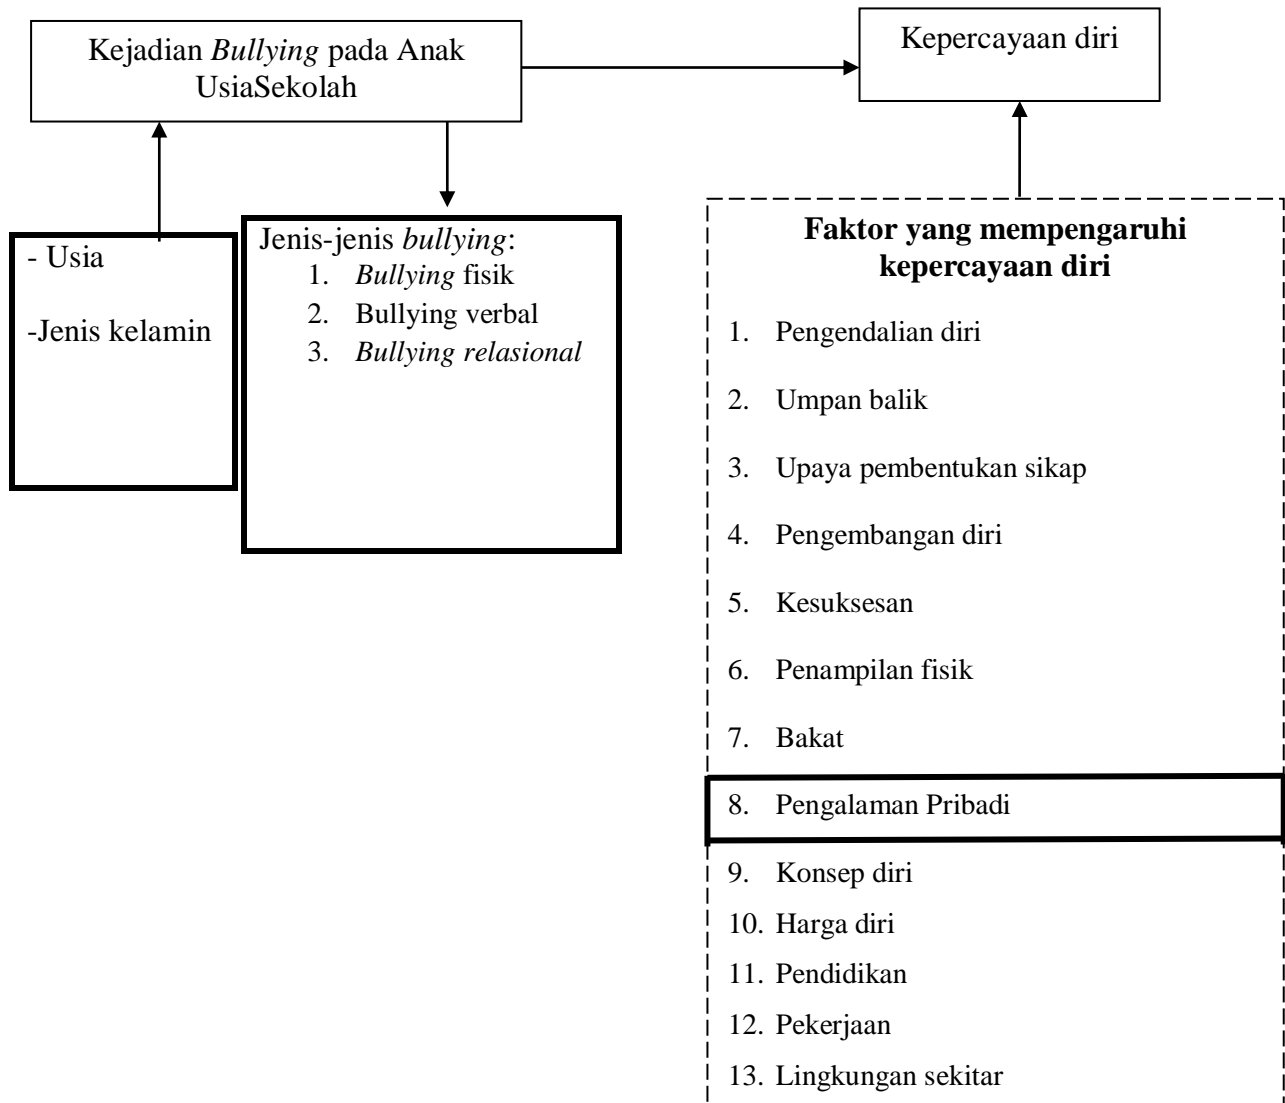 Kejadian Bullying pada Anak
UsiaSekolah
Kepercayaan diri
- Usia
-Jenis kelamin
Jenis-jenis bullying:
1. Bullying fisik
2. Bullying verbal
3. Bullying relasional
Faktor yang mempengaruhi
kepercayaan diri
1. Pengendalian diri
2. Umpan balik
3. Upaya pembentukan sikap
4. Pengembangan diri
5. Kesuksesan
6. Penampilan fisik
7. Bakat
8. Pengalaman Pribadi
9. Konsep diri
10. Harga diri
11. Pendidikan
12. Pekerjaan
13. Lingkungan sekitar